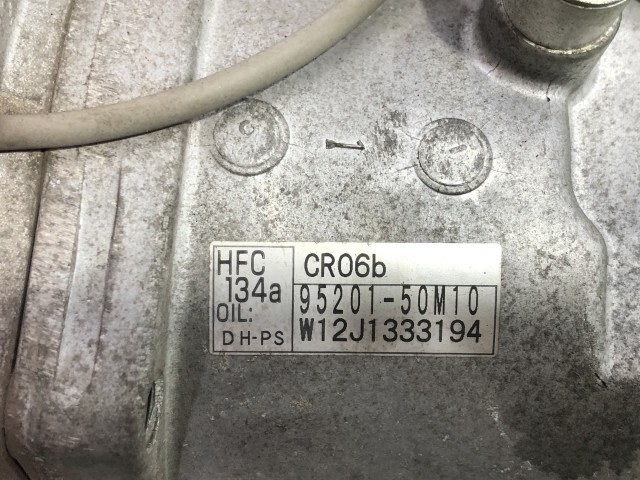 HFC
134a
OIL:
DH-PS
CR06b
95201-50M10
W12J1333194